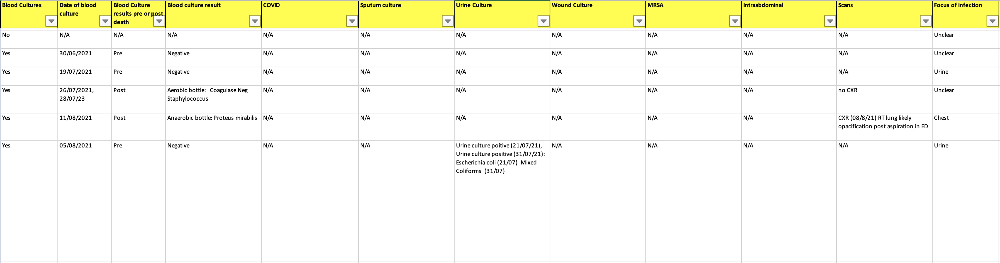 Blood Cultures
Date of blood
culture
Blood Culture
results pre or post
death
Blood culture result
COVID
Sputum culture
Urine Culture
Wound Culture
MRSA
Intraabdominal
Scans
Focus of infection
No
N/A
N/A
N/A
N/A
N/A
N/A
N/A
N/A
N/A
N/A
Unclear
Yes
30/06/2021
Pre
Negative
N/A
N/A
N/A
N/A
N/A
N/A
N/A
Unclear
Yes
19/07/2021
Pre
Negative
N/A
N/A
N/A
N/A
N/A
N/A
N/A
Urine
Yes
26/07/2021,
28/07/23
Post
Aerobic bottle:   Coagulase Neg
Staphylococcus
N/A
N/A
N/A
N/A
N/A
N/A
no CXR
Unclear
Yes
11/08/2021
Post
Anaerobic bottle: Proteus mirabilis
N/A
N/A
N/A
N/A
N/A
N/A
CXR (08/8/21) RT lung likely
opacification post aspiration in ED
Chest
Yes
05/08/2021
Pre
Negative
N/A
N/A
Urine culture poitive (21/07/21),
Urine culture positive (31/07/21):
Escherichia coli (21/07)  Mixed
Coliforms  (31/07)
N/A
N/A
N/A
N/A
Urine